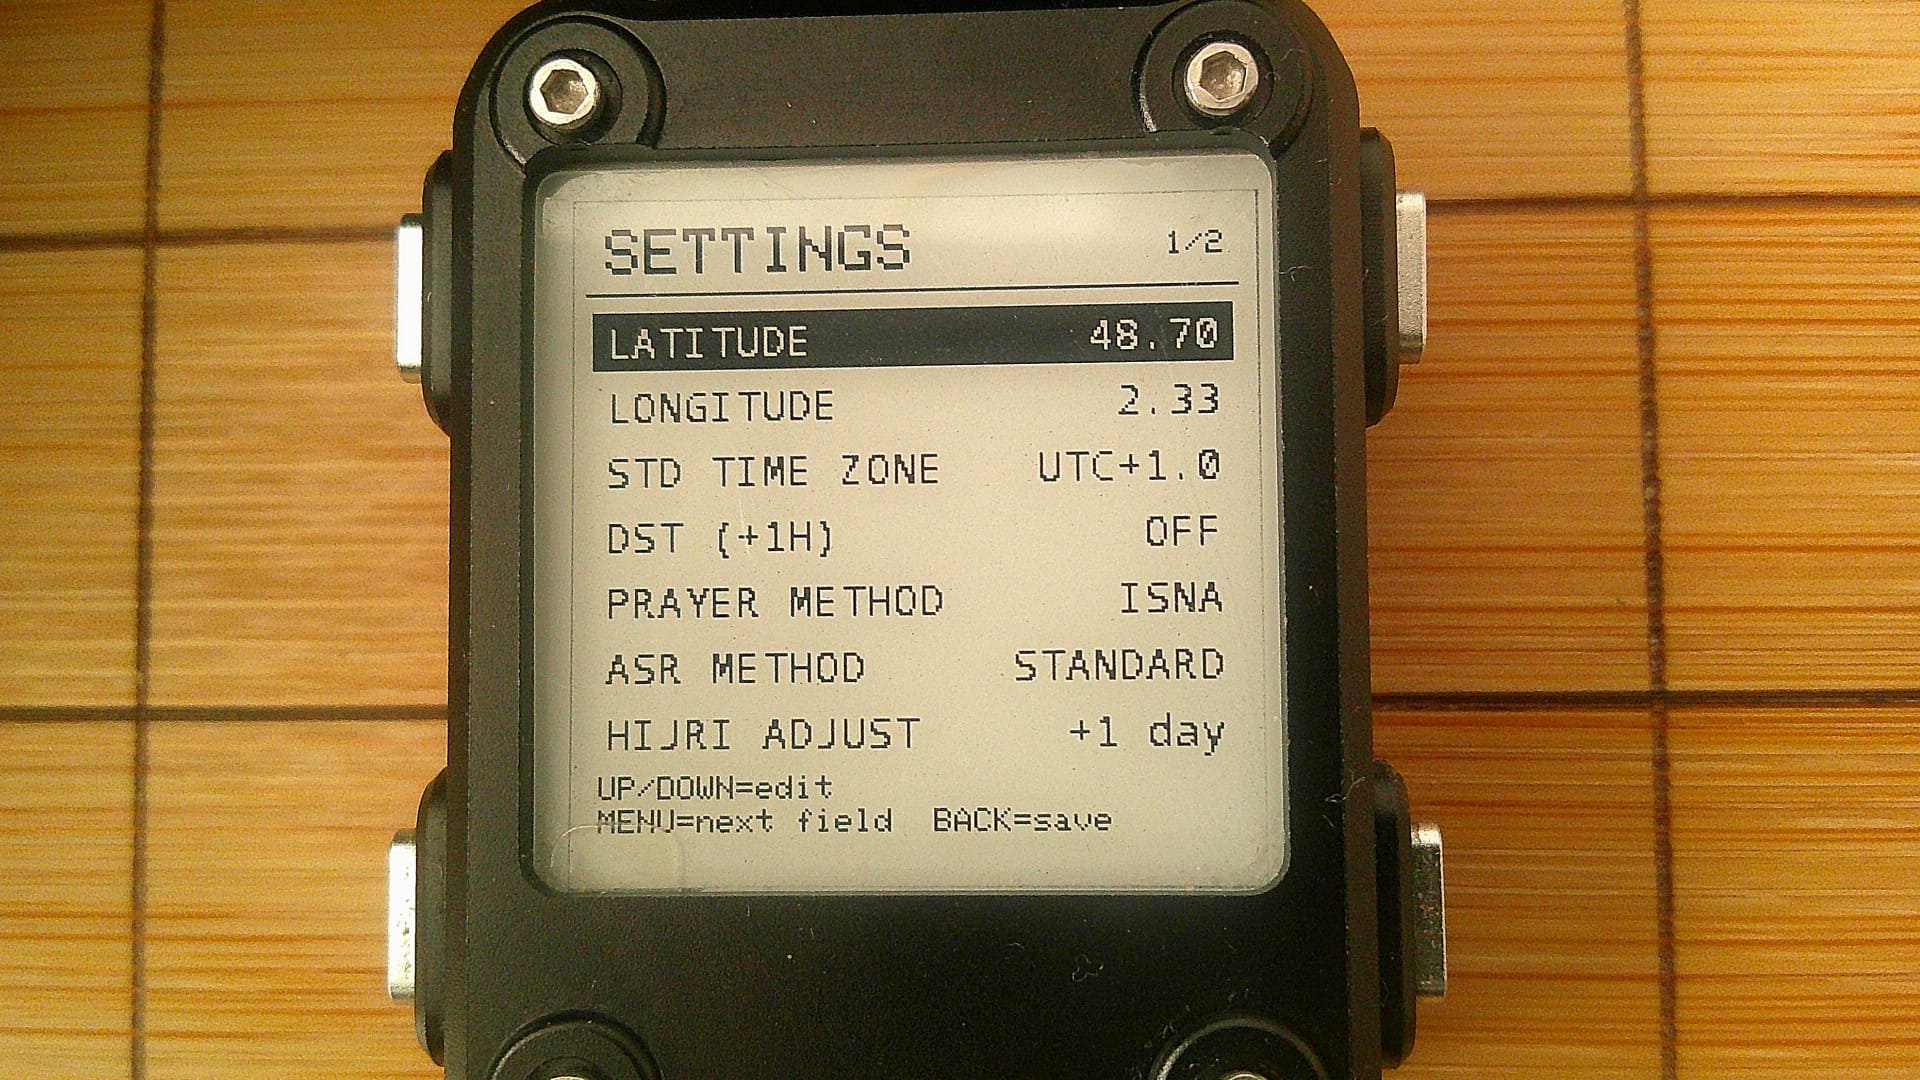 SETTINGS 1/2
LATITUDE 48.70
LONGITUDE 2.33
STD TIME ZONE UTC+1.0
DST (+1H) OFF
PRAYER METHOD ISNA
ASR METHOD STANDARD
HIJRI ADJUST +1 day
UP/DOWN=edit
MENU=next field BACK=save